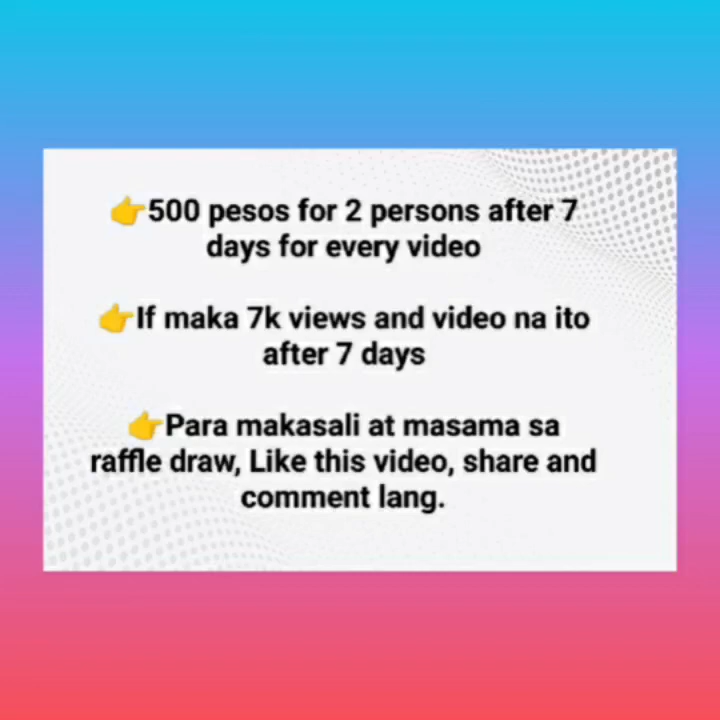 👉500 pesos for 2 persons after 7
days for every video
👉If maka 7k views and video na ito
after 7 days
👉Para makasali at masama sa
raffle draw, Like this video, share and
comment lang.